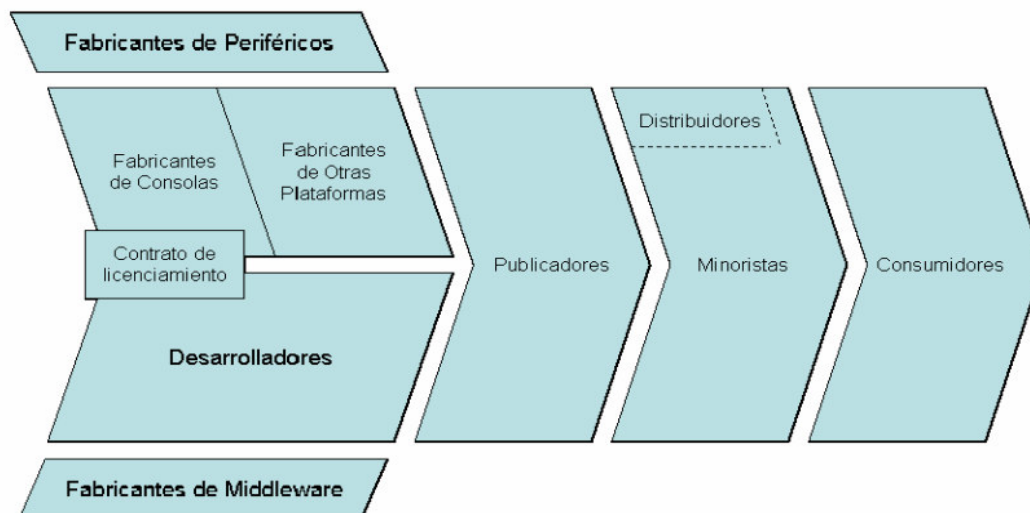 Fabricantes de Periféricos
Fabricantes
de Consolas
Fabricantes
de Otras
Plataformas
Contrato de
licenciamiento
Desarrolladores
Publicadores
Distribuidores
Minoristas
Consumidores
Fabricantes de Middleware